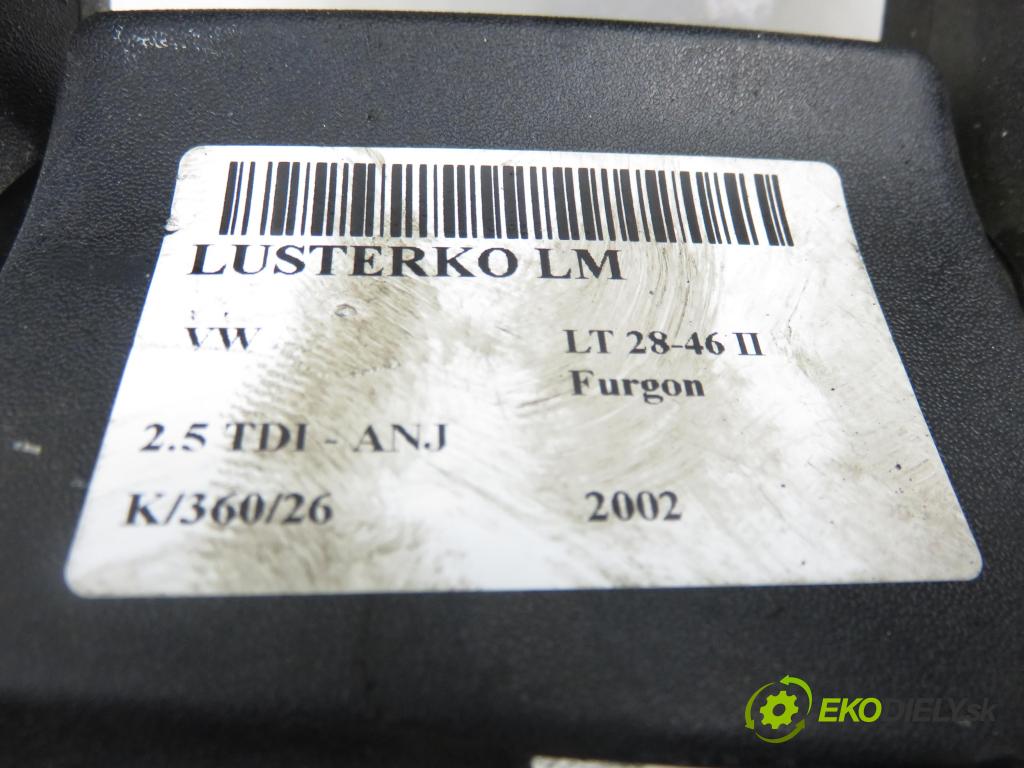 LUSTERKO LM
VW LT 28-46 II
Furgon
2.5 TDI - ANJ
K/360/26 2002
EKODIELY.sk